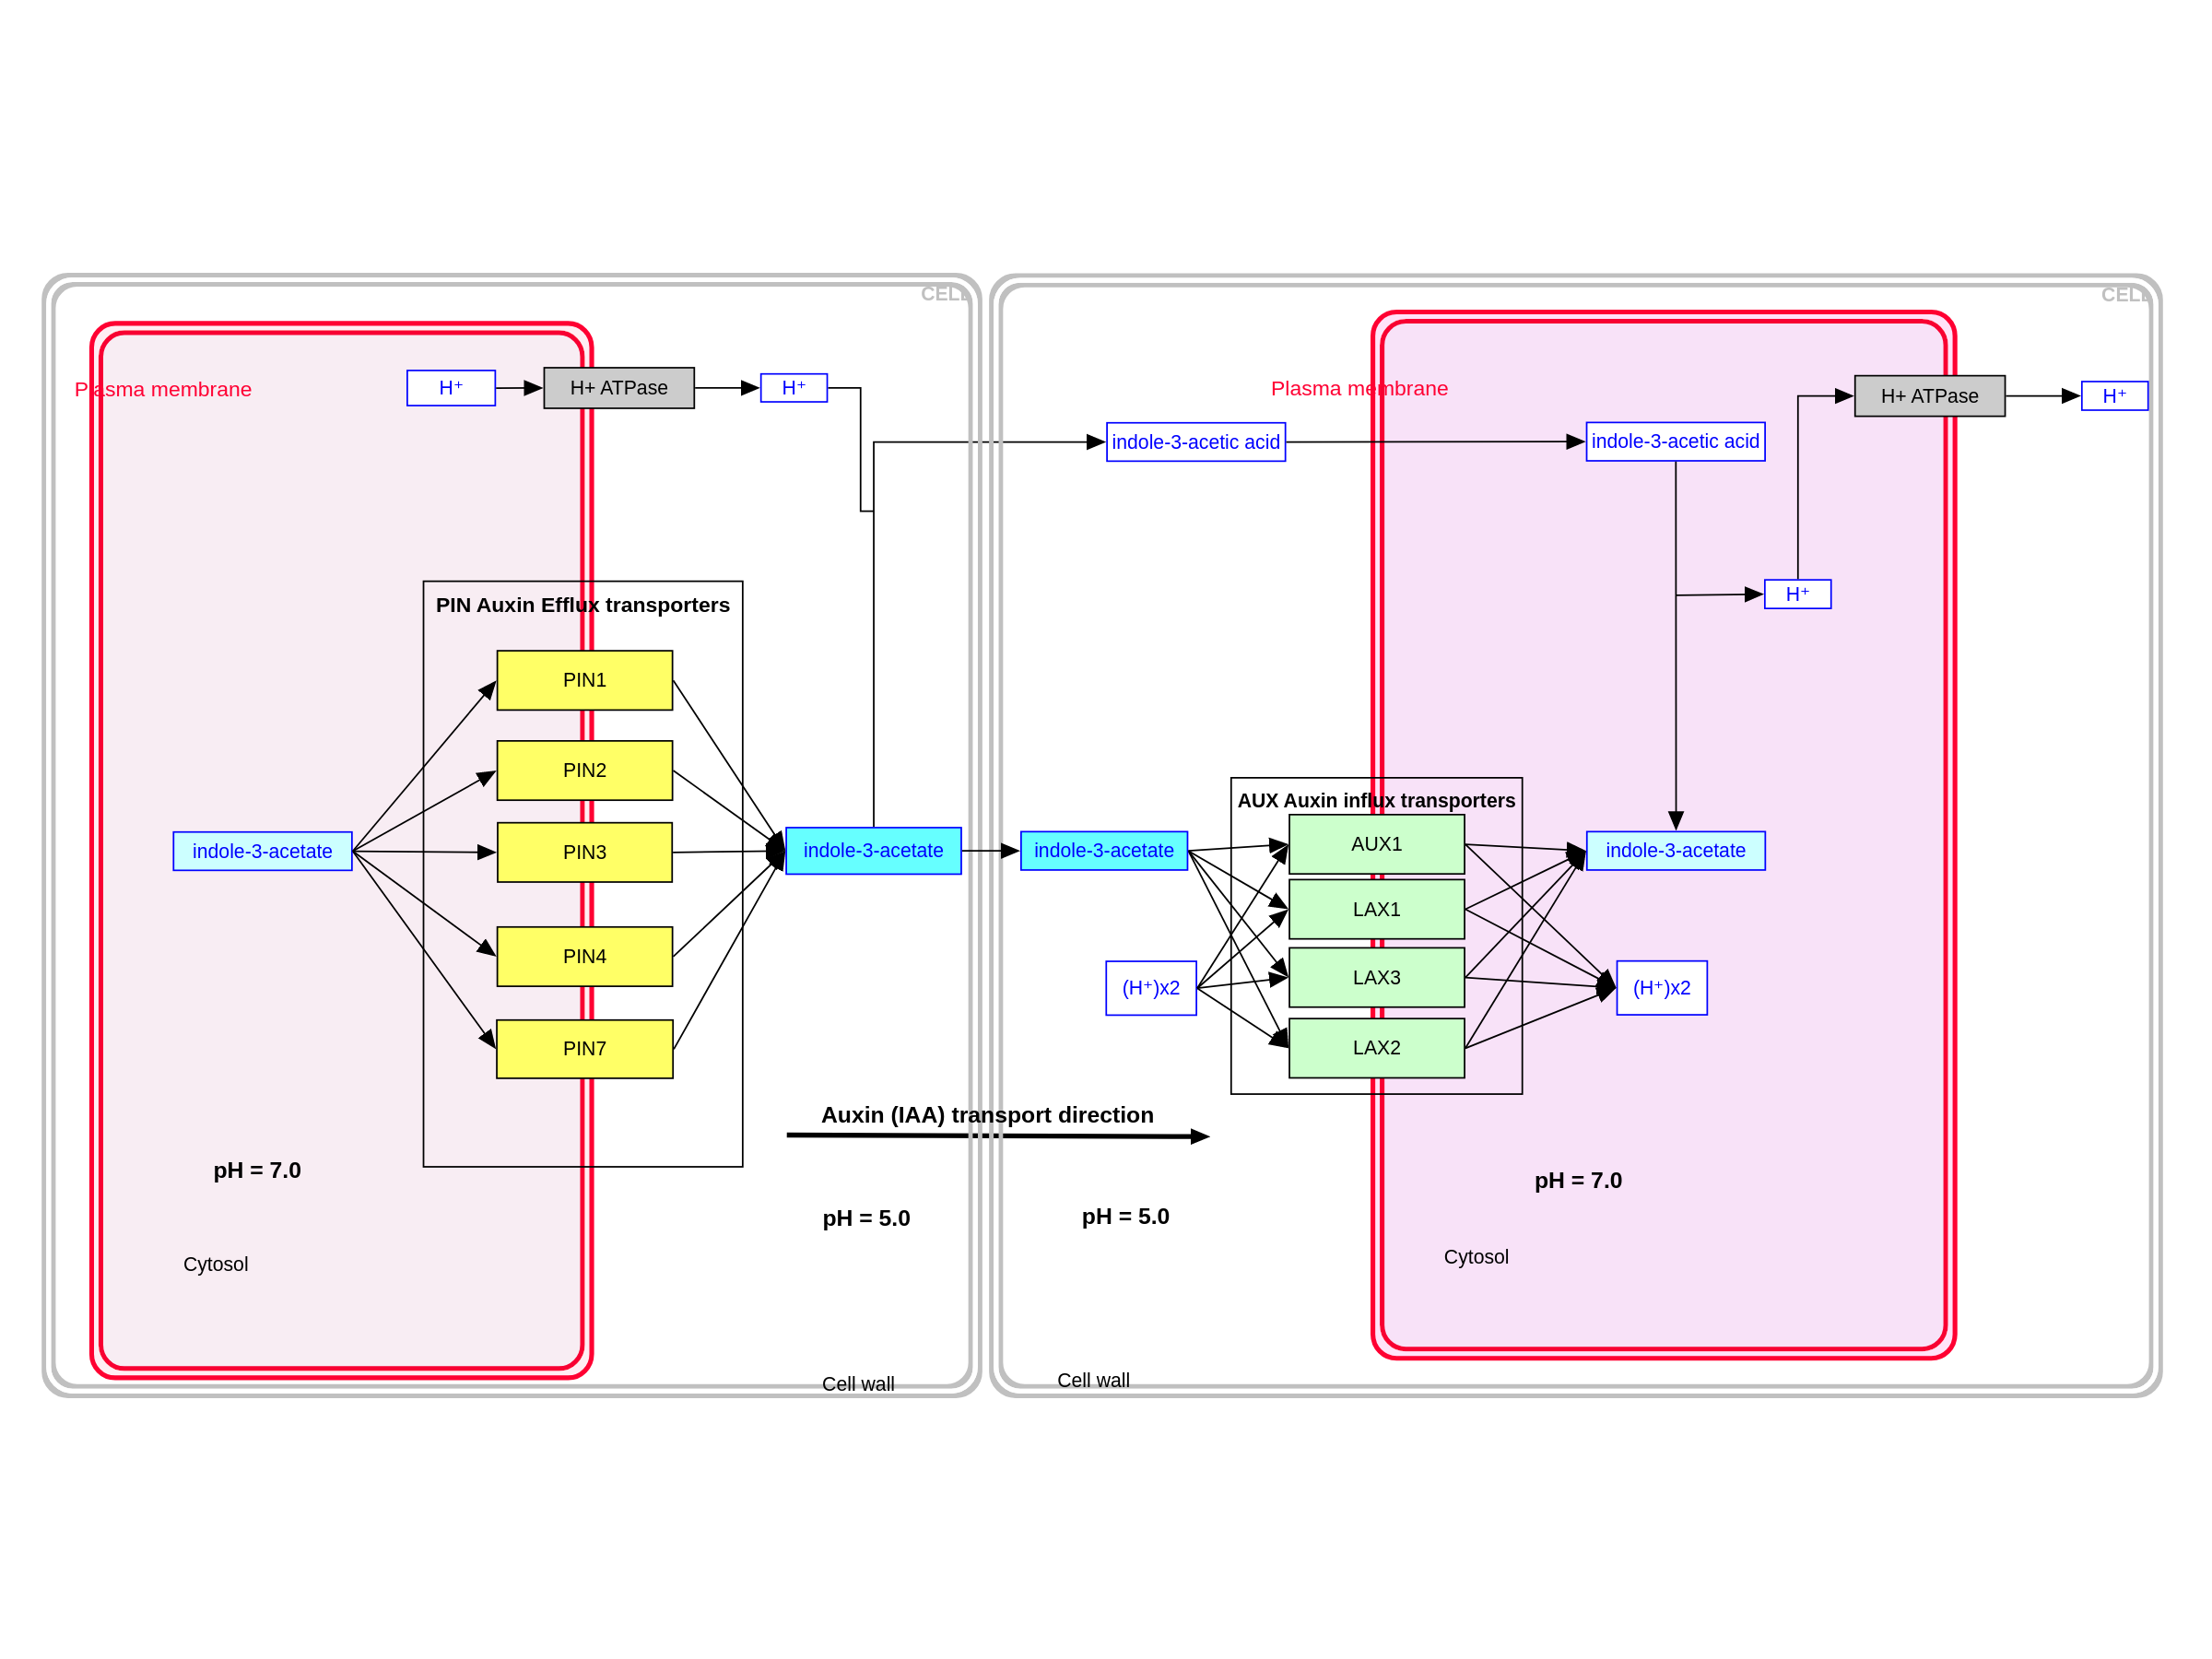 CELL
CELL
Plasma membrane
H⁺
H+ ATPase
H⁺
Plasma membrane
H+ ATPase
H⁺
indole-3-acetic acid
indole-3-acetic acid
H⁺
PIN Auxin Efflux transporters
PIN1
PIN2
PIN3
PIN4
PIN7
indole-3-acetate
indole-3-acetate
indole-3-acetate
AUX Auxin influx transporters
AUX1
LAX1
LAX3
LAX2
indole-3-acetate
(H⁺)x2
(H⁺)x2
Auxin (IAA) transport direction
pH = 7.0
pH = 5.0
pH = 5.0
pH = 7.0
Cytosol
Cytosol
Cell wall
Cell wall